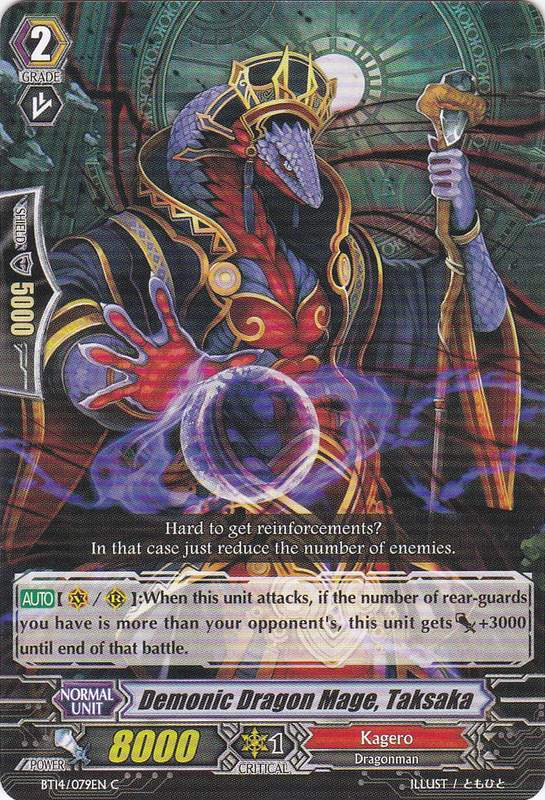 2
GRADE
SHIELD
5000
Hard to get reinforcements?
In that case just reduce the number of enemies.
AUTO [ V / R ]:When this unit attacks, if the number of rear-guards
you have is more than your opponent's, this unit gets +3000
until end of that battle.
NORMAL
UNIT
Demonic Dragon Mage, Taksaka
POWER
8000
1
CRITICAL
Kagero
Dragonman
BT14/079EN C
ILLUST / ともひと